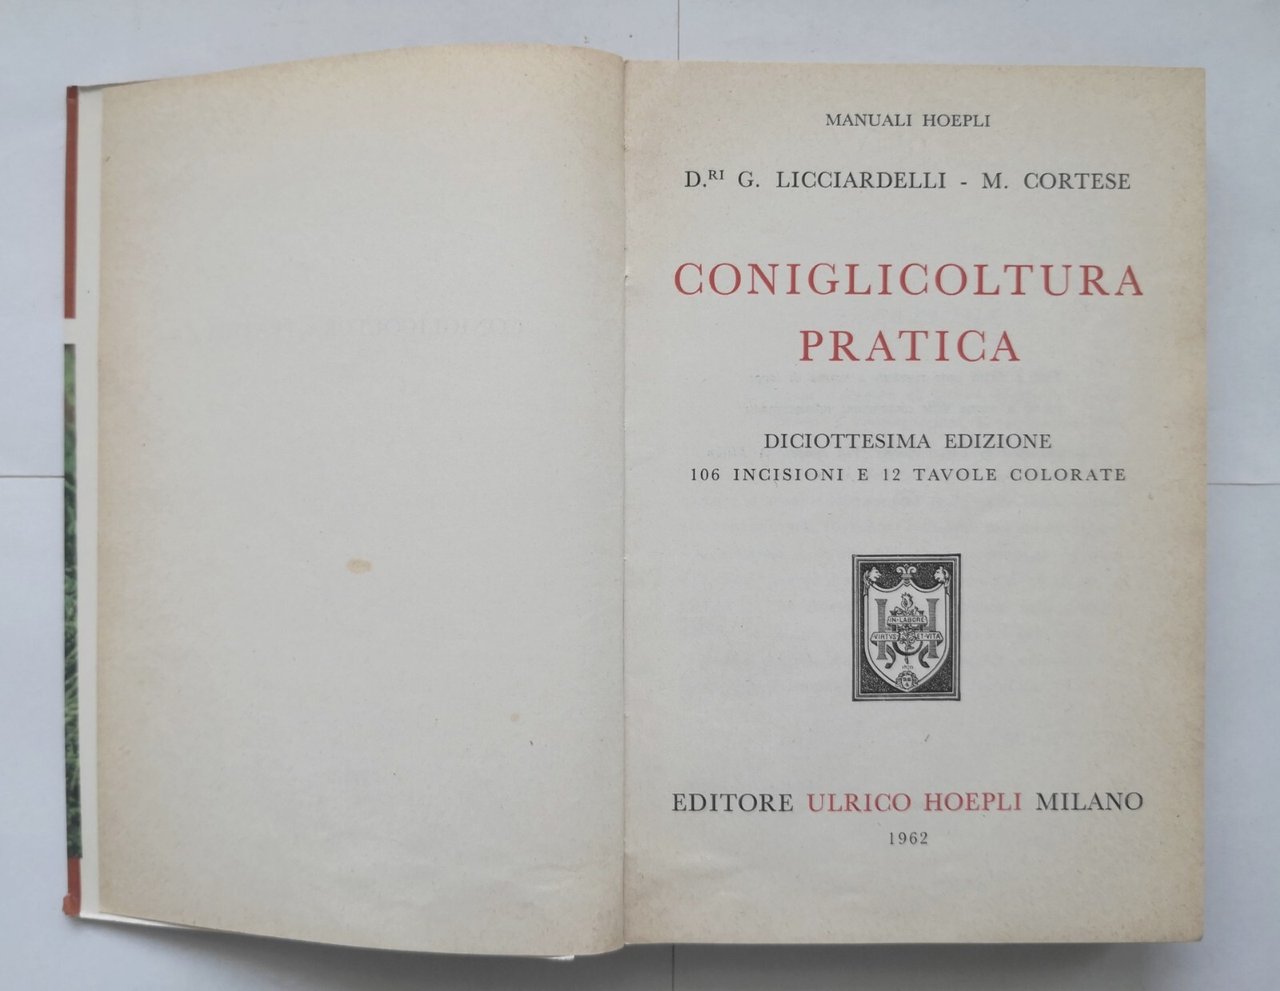 MANUALI HOEPLI
D.RI G. LICCIARDELLI - M. CORTESE
CONIGLICOLTURA
PRATICA
DICIOTTESIMA EDIZIONE
106 INCISIONI E 12 TAVOLE COLORATE
IN·LABORE
VIRTVS ET·VITA
EDITORE ULRICO HOEPLI MILANO
1962